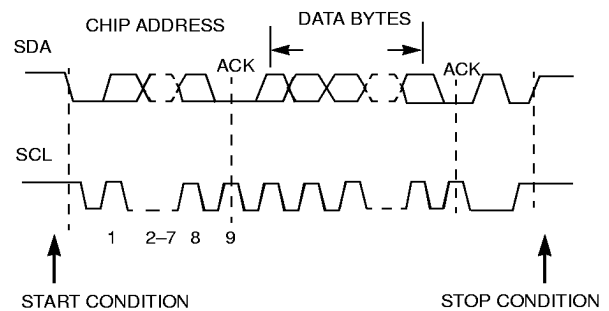 CHIP ADDRESS
DATA BYTES
SDA
ACK
ACK
SCL
1 2–7 8 9
START CONDITION
STOP CONDITION